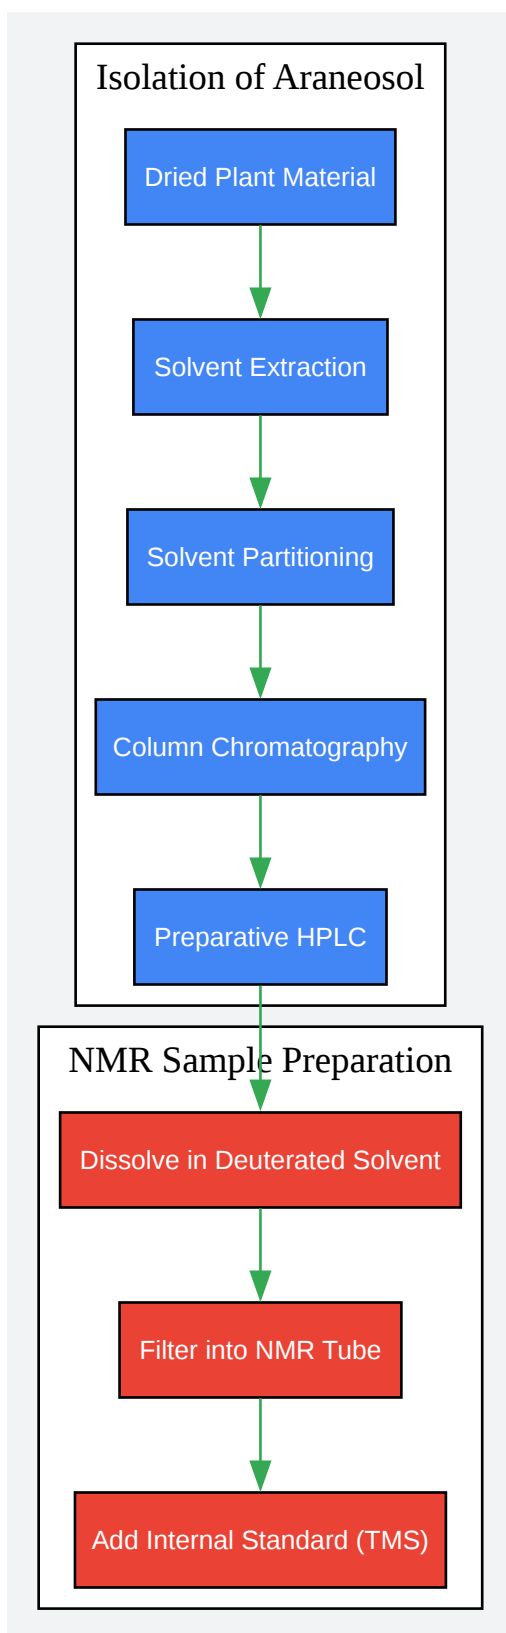 Isolation of Araneosol
Dried Plant Material
Solvent Extraction
Solvent Partitioning
Column Chromatography
Preparative HPLC
NMR Sample Preparation
Dissolve in Deuterated Solvent
Filter into NMR Tube
Add Internal Standard (TMS)